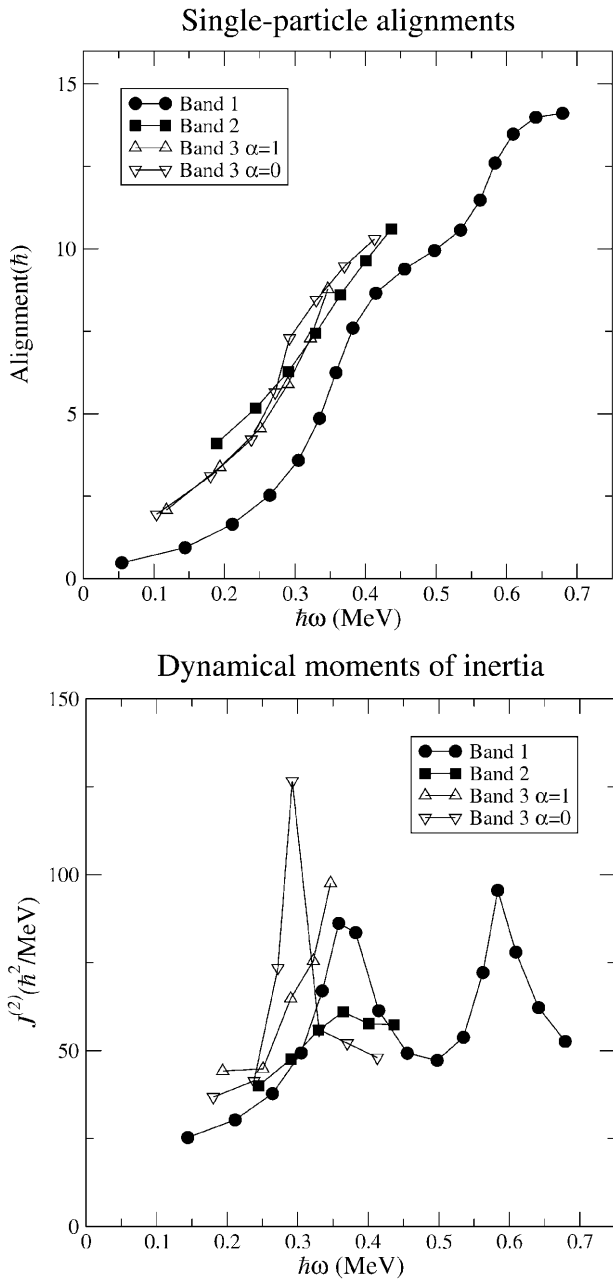 Single-particle alignments
Alignment(ℏ)
15
10
5
0
Band 1
Band 2
Band 3 α=1
Band 3 α=0
0 0.1 0.2 0.3 0.4 0.5 0.6 0.7
ℏω (MeV)
Dynamical moments of inertia
J⁽²⁾(ℏ²/MeV)
150
100
50
0
Band 1
Band 2
Band 3 α=1
Band 3 α=0
0 0.1 0.2 0.3 0.4 0.5 0.6 0.7
ℏω (MeV)